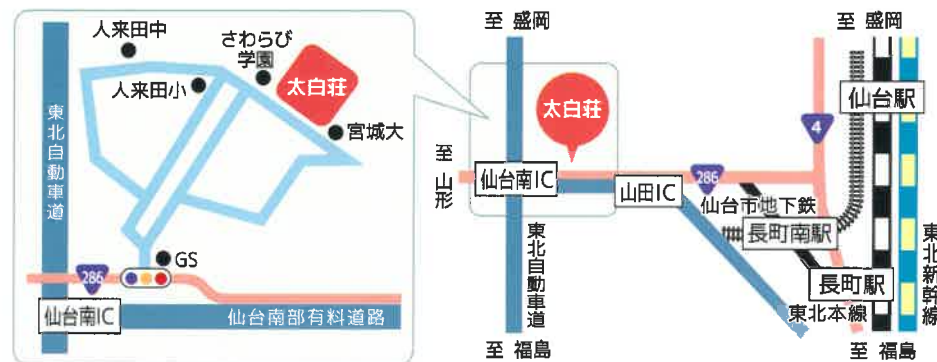 人来田中
さわらび
学園
太白荘
人来田小
宮城大
東北自動車道
GS
286
仙台南IC
仙台南部有料道路
至 盛岡
太白荘
至 山形
仙台南IC
山田IC
286
東北自動車道
至 福島
至 盛岡
仙台駅
4
仙台市地下鉄
長町南駅
長町駅
東北本線
東北新幹線
至 福島